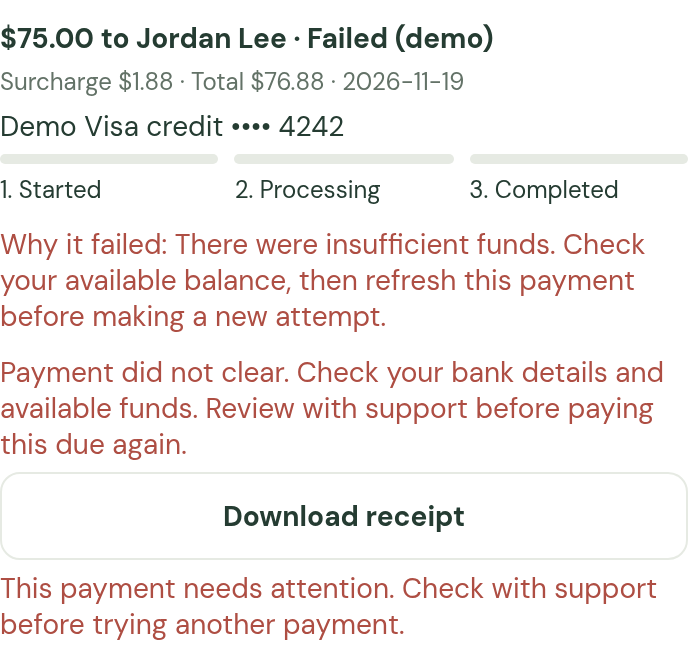 $75.00 to Jordan Lee · Failed (demo)
Surcharge $1.88 · Total $76.88 · 2026-11-19
Demo Visa credit •••• 4242
1. Started
2. Processing
3. Completed
Why it failed: There were insufficient funds. Check
your available balance, then refresh this payment
before making a new attempt.
Payment did not clear. Check your bank details and
available funds. Review with support before paying
this due again.
Download receipt
This payment needs attention. Check with support
before trying another payment.